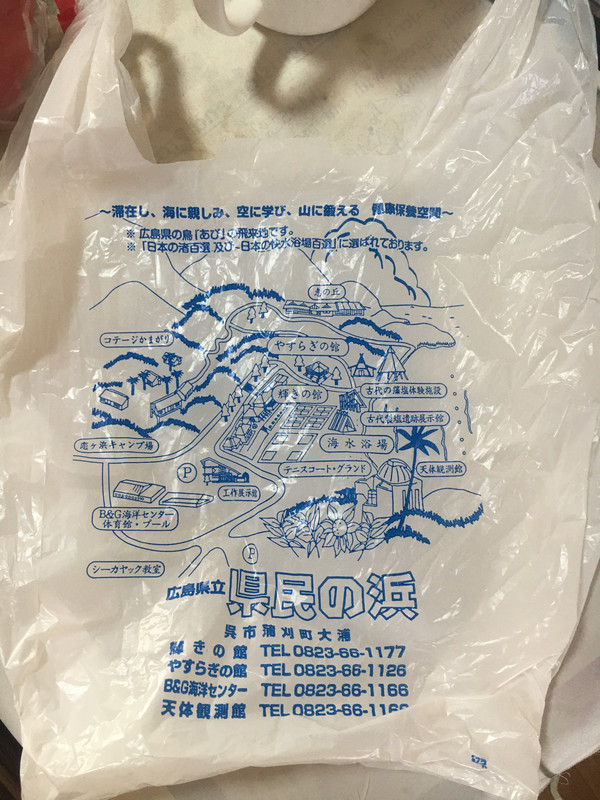 ～滞在し、海に親しみ、空に学び、山に鍛える 健康保養空間～
※ 広島県の鳥「あび」の飛来地です。
※「日本の渚百選 及び 日本の快水浴場百選」に選ばれております。
恵の丘
コテージかまがり
やすらぎの館
輝きの館
古代の藻塩体験施設
古代製塩遺跡展示館
海水浴場
恋ヶ浜キャンプ場
テニスコート・グランド
天体観測館
P
工作展示館
B&G海洋センター
体育館・プール
P
シーカヤック教室
広島県立 県民の浜
呉市蒲刈町大浦
輝きの館 TEL 0823-66-1177
やすらぎの館 TEL 0823-66-1126
B&G海洋センター TEL 0823-66-1166
天体観測館 TEL 0823-66-116